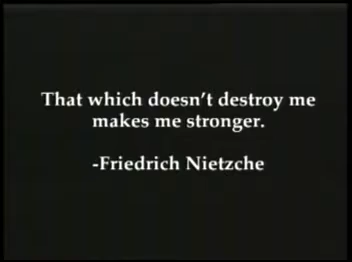 That which doesn't destroy me
makes me stronger.
-Friedrich Nietzche